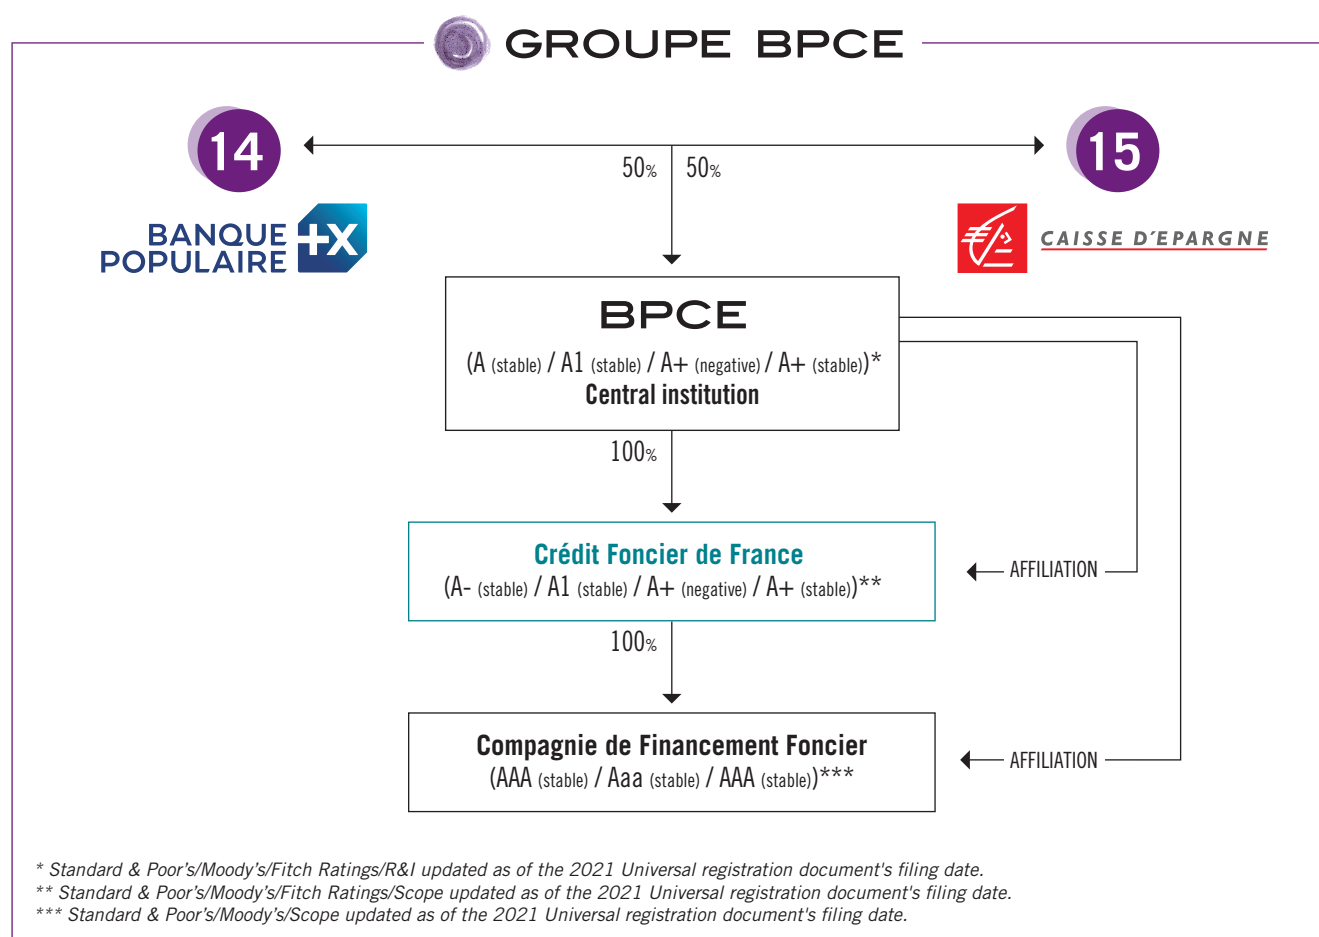 GROUPE BPCE
14
15
50% 50%
BANQUE POPULAIRE +X
CAISSE D'EPARGNE
BPCE
(A (stable) / A1 (stable) / A+ (negative) / A+ (stable))*
Central institution
100%
Crédit Foncier de France
(A- (stable) / A1 (stable) / A+ (negative) / A+ (stable))**
AFFILIATION
100%
Compagnie de Financement Foncier
(AAA (stable) / Aaa (stable) / AAA (stable))***
AFFILIATION
* Standard & Poor's/Moody's/Fitch Ratings/R&I updated as of the 2021 Universal registration document's filing date.
** Standard & Poor's/Moody's/Fitch Ratings/Scope updated as of the 2021 Universal registration document's filing date.
*** Standard & Poor's/Moody's/Scope updated as of the 2021 Universal registration document's filing date.